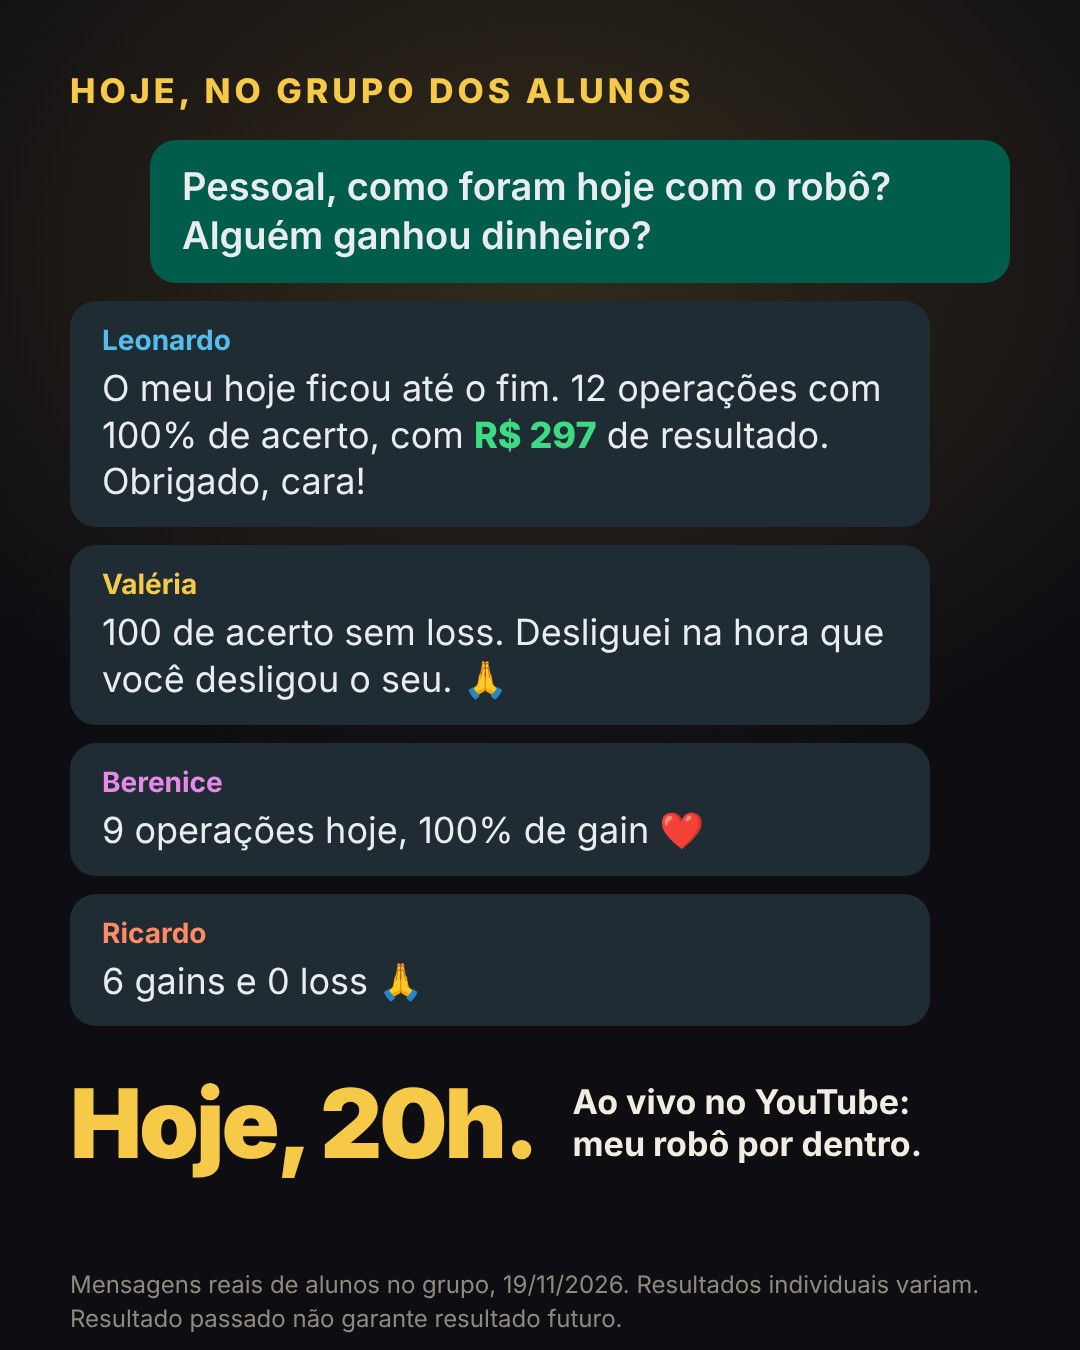 HOJE, NO GRUPO DOS ALUNOS
Pessoal, como foram hoje com o robô?
Alguém ganhou dinheiro?
Leonardo
O meu hoje ficou até o fim. 12 operações com
100% de acerto, com R$ 297 de resultado.
Obrigado, cara!
Valéria
100 de acerto sem loss. Desliguei na hora que
você desligou o seu. 🙏
Berenice
9 operações hoje, 100% de gain ❤️
Ricardo
6 gains e 0 loss 🙏
Hoje, 20h.
Ao vivo no YouTube:
meu robô por dentro.
Mensagens reais de alunos no grupo, 19/11/2026. Resultados individuais variam.
Resultado passado não garante resultado futuro.